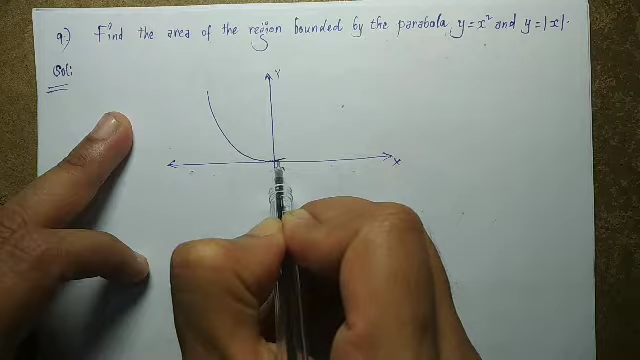 9.) Find the area of the region bounded by the parabola y = x² and y = |x|.
Sol:
Y
X